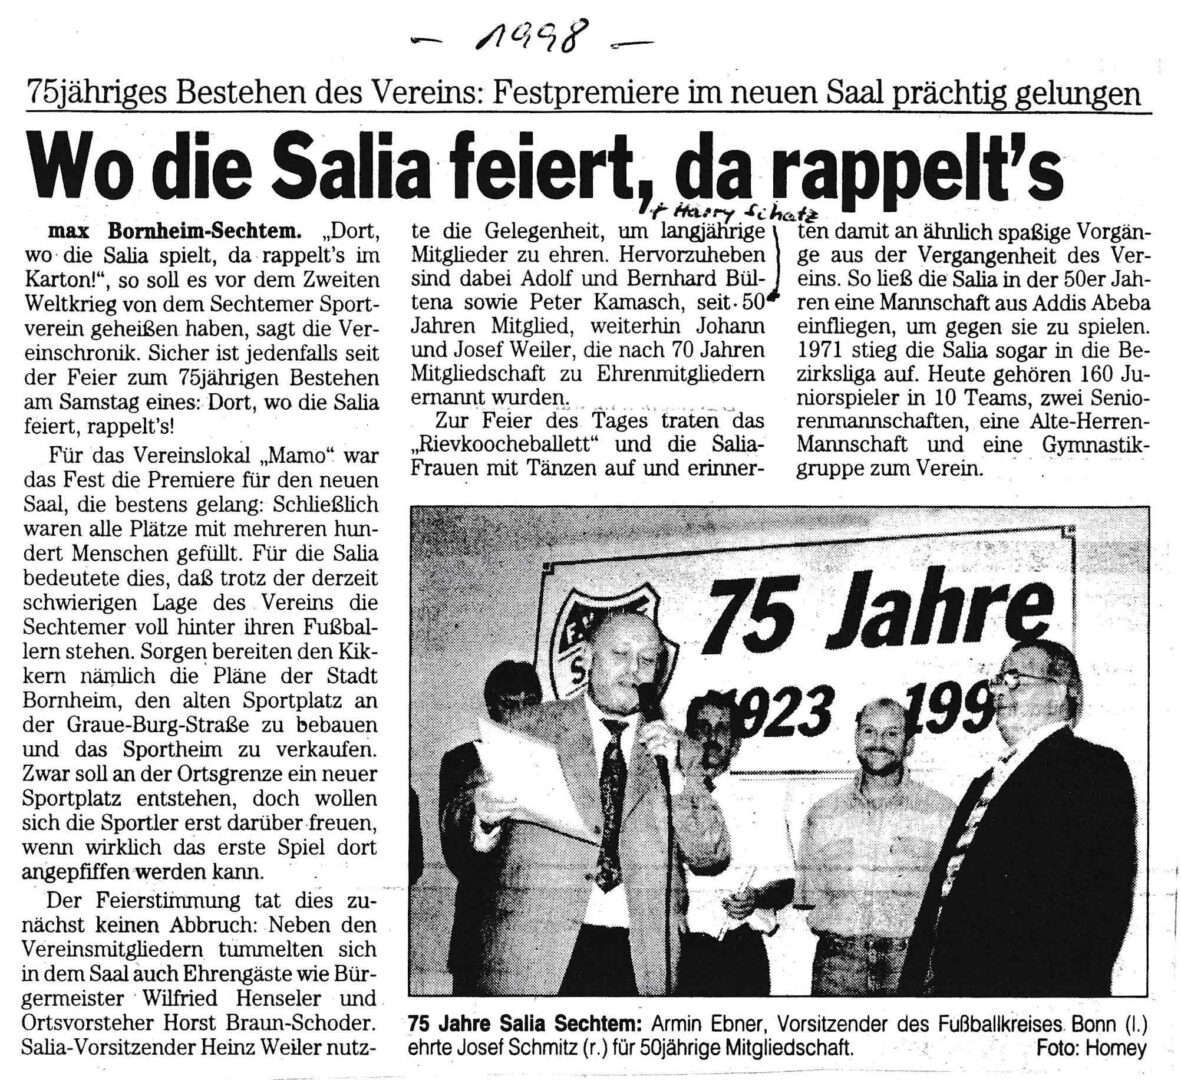 - 1998 -
75jähriges Bestehen des Vereins: Festpremiere im neuen Saal prächtig gelungen
Wo die Salia feiert, da rappelt's
max Bornheim-Sechtem. „Dort,
wo die Salia spielt, da rappelt's im
Karton!“, so soll es vor dem Zweiten
Weltkrieg von dem Sechtemer Sport-
verein geheißen haben, sagt die Ver-
einschronik. Sicher ist jedenfalls seit
der Feier zum 75jährigen Bestehen
am Samstag eines: Dort, wo die Salia
feiert, rappelt's!
Für das Vereinslokal „Mamo“ war
das Fest die Premiere für den neuen
Saal, die bestens gelang: Schließlich
waren alle Plätze mit mehreren hun-
dert Menschen gefüllt. Für die Salia
bedeutete dies, daß trotz der derzeit
schwierigen Lage des Vereins die
Sechtemer voll hinter ihren Fußbal-
lern stehen. Sorgen bereiten den Kik-
kern nämlich die Pläne der Stadt
Bornheim, den alten Sportplatz an
der Graue-Burg-Straße zu bebauen
und das Sportheim zu verkaufen.
Zwar soll an der Ortsgrenze ein neuer
Sportplatz entstehen, doch wollen
sich die Sportler erst darüber freuen,
wenn wirklich das erste Spiel dort
angepfiffen werden kann.
Der Feierstimmung tat dies zu-
nächst keinen Abbruch: Neben den
Vereinsmitgliedern tummelten sich
in dem Saal auch Ehrengäste wie Bür-
germeister Wilfried Henseler und
Ortsvorsteher Horst Braun-Schoder.
Salia-Vorsitzender Heinz Weiler nutz-
+ Harry Schatz
te die Gelegenheit, um langjährige
Mitglieder zu ehren. Hervorzuheben
sind dabei Adolf und Bernhard Bül-
tena sowie Peter Kamasch, seit 50
Jahren Mitglied, weiterhin Johann
und Josef Weiler, die nach 70 Jahren
Mitgliedschaft zu Ehrenmitgliedern
ernannt wurden.
Zur Feier des Tages traten das
„Rievkoocheballett“ und die Salia-
Frauen mit Tänzen auf und erinner-
ten damit an ähnlich spaßige Vorgän-
ge aus der Vergangenheit des Ver-
eins. So ließ die Salia in der 50er Jah-
ren eine Mannschaft aus Addis Abeba
einfliegen, um gegen sie zu spielen.
1971 stieg die Salia sogar in die Be-
zirksliga auf. Heute gehören 160 Ju-
niorspieler in 10 Teams, zwei Senio-
renmannschaften, eine Alte-Herren-
Mannschaft und eine Gymnastik-
gruppe zum Verein.
75 Jahre
1923 199
75 Jahre Salia Sechtem: Armin Ebner, Vorsitzender des Fußballkreises Bonn (l.)
ehrte Josef Schmitz (r.) für 50jährige Mitgliedschaft. Foto: Homey